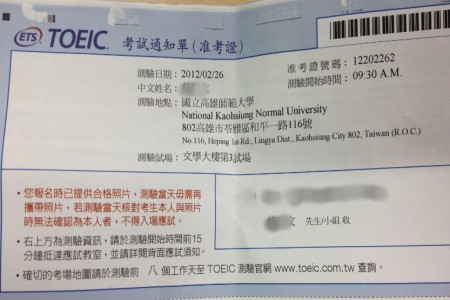 ETS TOEIC® 考試通知單(准考證)
准考證號碼：12202262
測驗日期：2012/02/26
測驗開始時間：09:30 A.M.
中文姓名：
測驗地點：國立高雄師範大學
National Kaohsiung Normal University
802高雄市苓雅區和平一路116號
No.116, Heping 1st Rd., Lingya Dist., Kaohsiung City 802, Taiwan (R.O.C.)
測驗試場：文學大樓第3試場
• 您報名時已提供合格照片，測驗當天毋需再
攜帶照片，若測驗當天核對考生本人與照片
時無法確認為本人者，不得入場應試。
• 右上方為測驗資訊，請於測驗開始時間前15
分鐘抵達應試教室，並請詳閱背面應試須知。
• 確切的考場地圖請於測驗前 八 個工作天至 TOEIC 測驗官網 www.toeic.com.tw 查詢。
文 先生/小姐 收